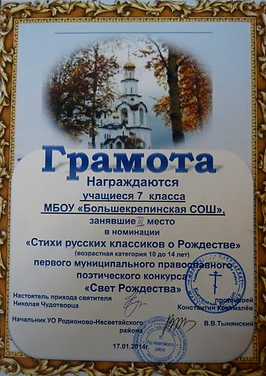 Грамота
Награждаются
учащиеся 7 класса
МБОУ «Большекрепинская СОШ»,
занявшие место
в номинации
«Стихи русских классиков о Рождестве»
(возрастная категория 10 до 14 лет)
первого муниципального православного
поэтического конкурса
«Свет Рождества»
Настоятель прихода святителя протоиерей
Николая Чудотворца Константин
Начальник УО Родионово-Несветайского В.В.Тынянский
района
17.01.2014г.